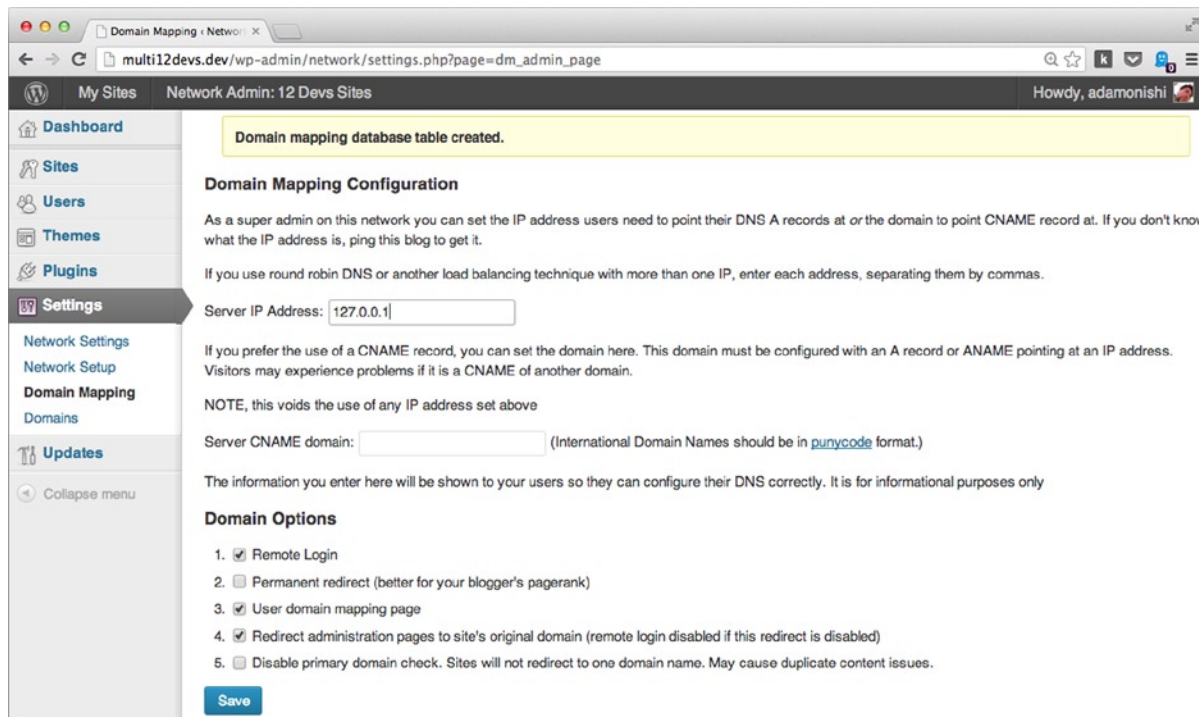 Domain Mapping ‹ Networ
multi12devs.dev/wp-admin/network/settings.php?page=dm_admin_page
k
0
My Sites Network Admin: 12 Devs Sites Howdy, adamonishi
Dashboard
Sites
Users
Themes
Plugins
Settings
Network Settings
Network Setup
Domain Mapping
Domains
Updates
Collapse menu
Domain mapping database table created.
Domain Mapping Configuration
As a super admin on this network you can set the IP address users need to point their DNS A records at or the domain to point CNAME record at. If you don't know
what the IP address is, ping this blog to get it.
If you use round robin DNS or another load balancing technique with more than one IP, enter each address, separating them by commas.
Server IP Address: 127.0.0.1
If you prefer the use of a CNAME record, you can set the domain here. This domain must be configured with an A record or ANAME pointing at an IP address.
Visitors may experience problems if it is a CNAME of another domain.
NOTE, this voids the use of any IP address set above
Server CNAME domain: (International Domain Names should be in punycode format.)
The information you enter here will be shown to your users so they can configure their DNS correctly. It is for informational purposes only
Domain Options
1. Remote Login
2. Permanent redirect (better for your blogger's pagerank)
3. User domain mapping page
4. Redirect administration pages to site's original domain (remote login disabled if this redirect is disabled)
5. Disable primary domain check. Sites will not redirect to one domain name. May cause duplicate content issues.
Save